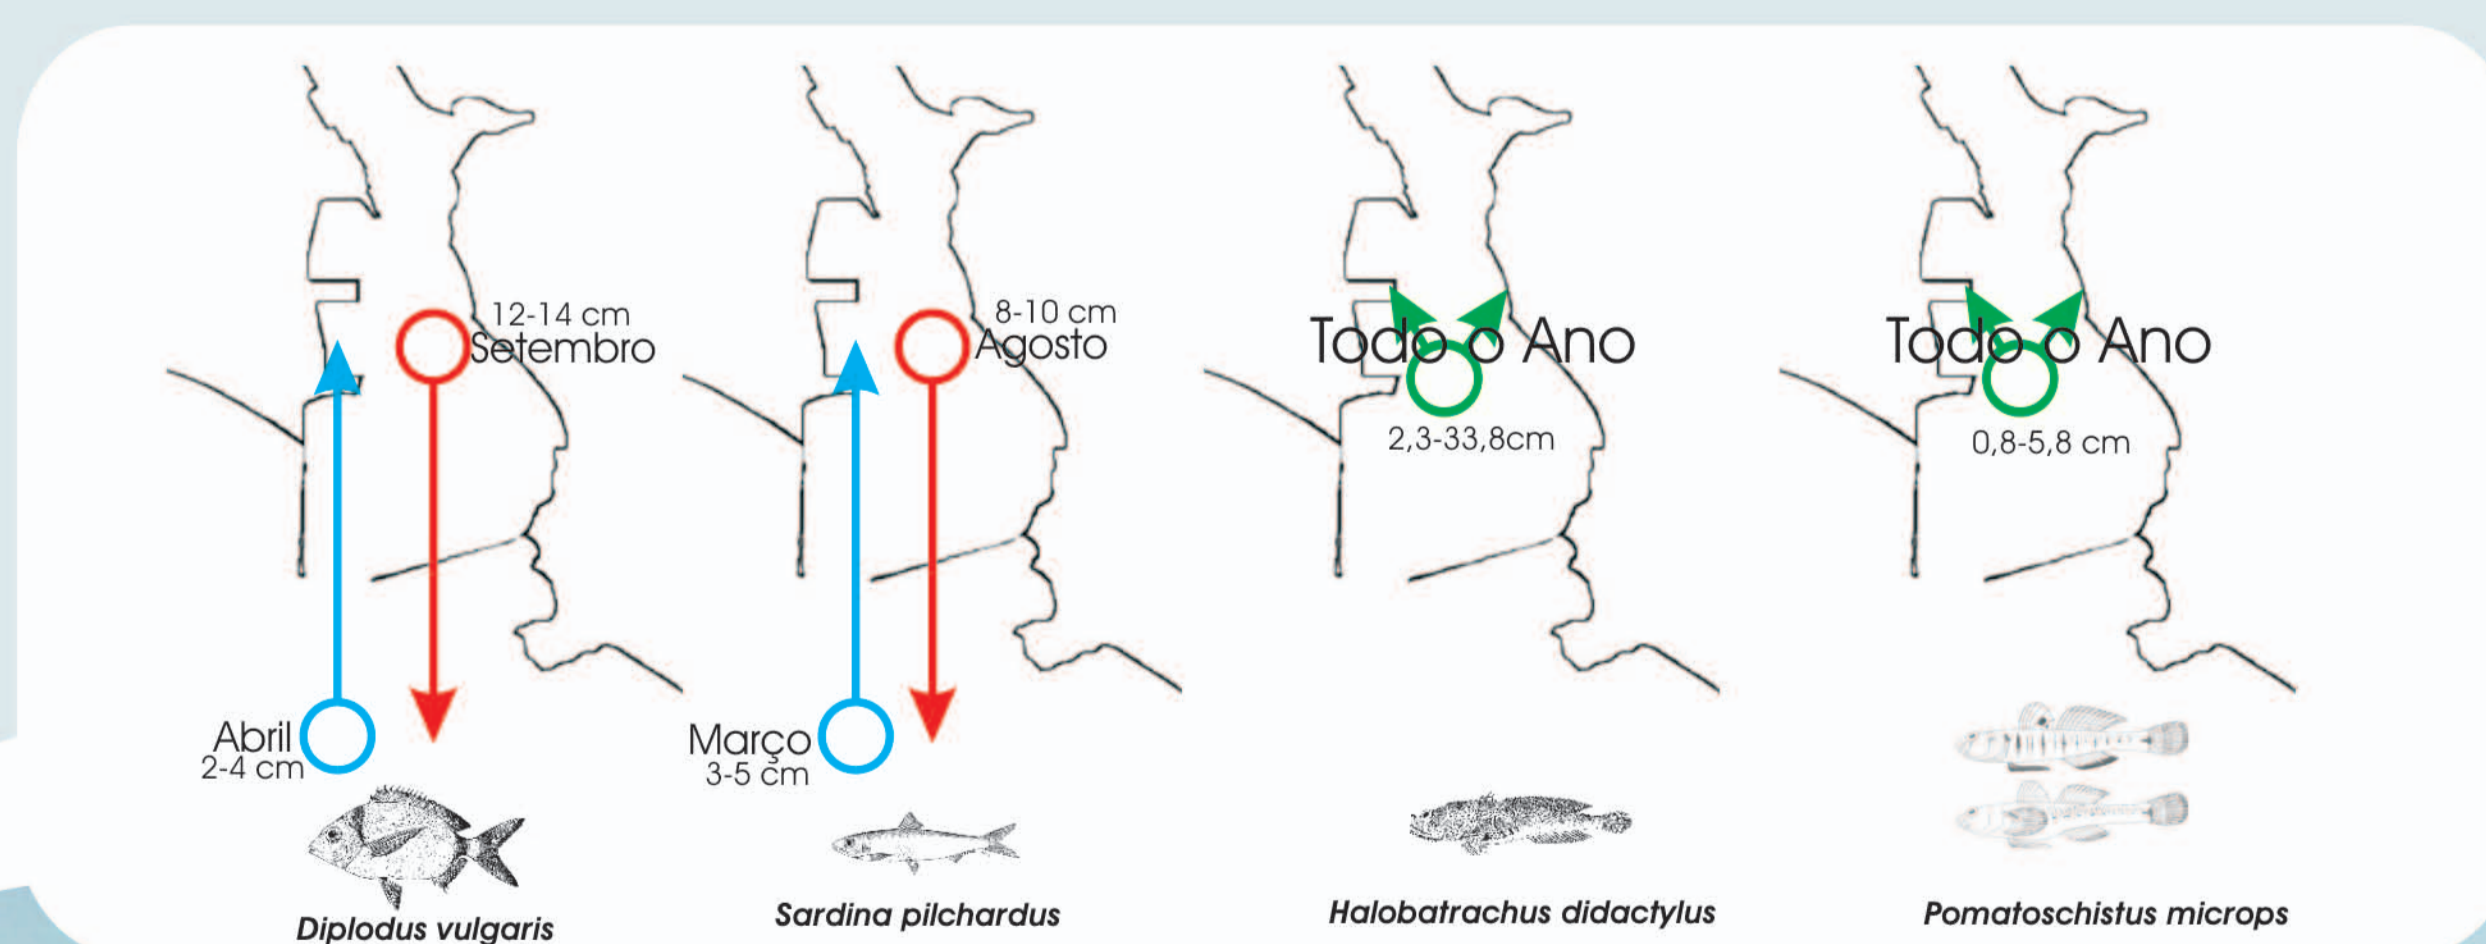 12-14 cm
Setembro
Abril
2-4 cm
Diplodus vulgaris
8-10 cm
Agosto
Março
3-5 cm
Sardina pilchardus
Todo o Ano
2,3-33,8cm
Halobatrachus didactylus
Todo o Ano
0,8-5,8 cm
Pomatoschistus microps